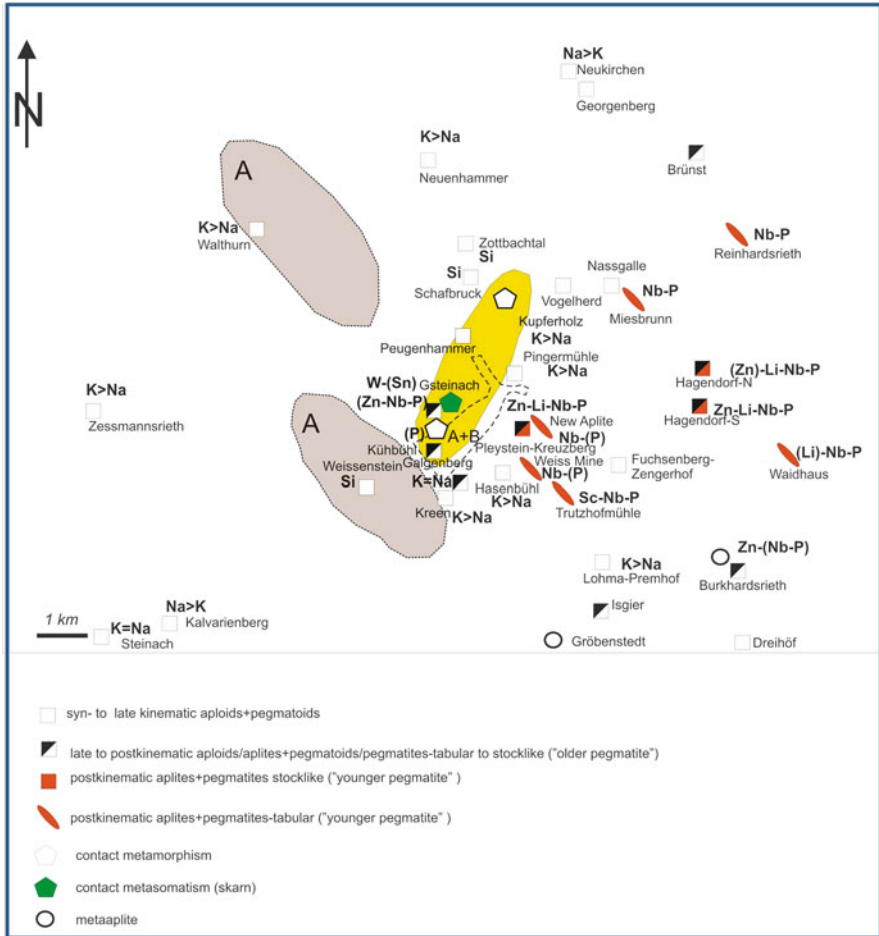 N
Na>K
Neukirchen
Georgenberg
K>Na
Neuenhammer
Brünst
A
K>Na
Walthurn
Nb-P
Reinhardsrieth
Zottbachtal
Si
Si
Schafbruck
Nassgalle
Vogelherd
Nb-P
Miesbrunn
Kupferholz
K>Na
Peugenhammer
Pingermühle
K>Na
W-(Sn)
Gsteinach
(Zn-Nb-P)
(Zn)-Li-Nb-P
Hagendorf-N
K>Na
Zessmannsrieth
A
Zn-Li-Nb-P
New Aplite
Zn-Li-Nb-P
Hagendorf-S
(P)
A+B
Nb-(P)
Kühbühl
Pleystein-Kreuzberg
Galgenberg
Weiss Mine
(Li)-Nb-P
Waidhaus
Weissenstein
Fuchsenberg-
Zengerhof
Si
K=Na
Nb-(P)
Hasenbühl
K>Na
Sc-Nb-P
Trutzhofmühle
Kreen
K>Na
Zn-(Nb-P)
K>Na
Lohma-Premhof
Burkhardsrieth
Isgier
Na>K
Kalvarienberg
1 km
K=Na
Steinach
Gröbenstedt
Dreihöf
syn- to late kinematic aploids+pegmatoids
late to postkinematic aploids/aplites+pegmatoids/pegmatites-tabular to stocklike ("older pegmatite")
postkinematic aplites+pegmatites stocklike ("younger pegmatite" )
postkinematic aplites+pegmatites-tabular ("younger pegmatite" )
contact metamorphism
contact metasomatism (skarn)
metaaplite